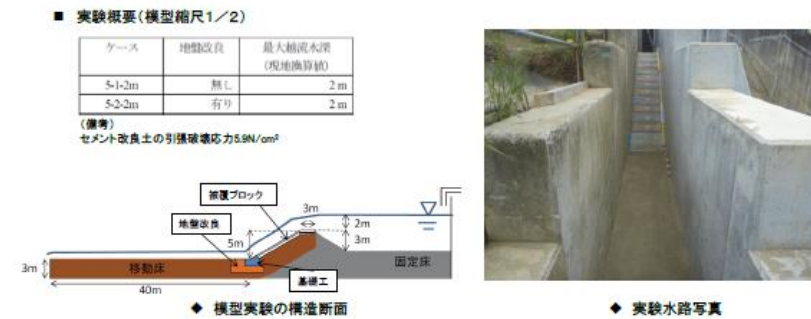 ■ 実験概要(模型縮尺1/2)
ケース 地盤改良 最大越流水深
(現地換算値)
5-1-2m 無し 2m
5-2-2m 有り 2m
(備考)
セメント改良土の引張破壊応力5.9N/cm²
被覆ブロック
3m
地盤改良
2m
5m
3m
3m
移動床
固定床
基礎工
40m
◆ 模型実験の構造断面
◆ 実験水路写真